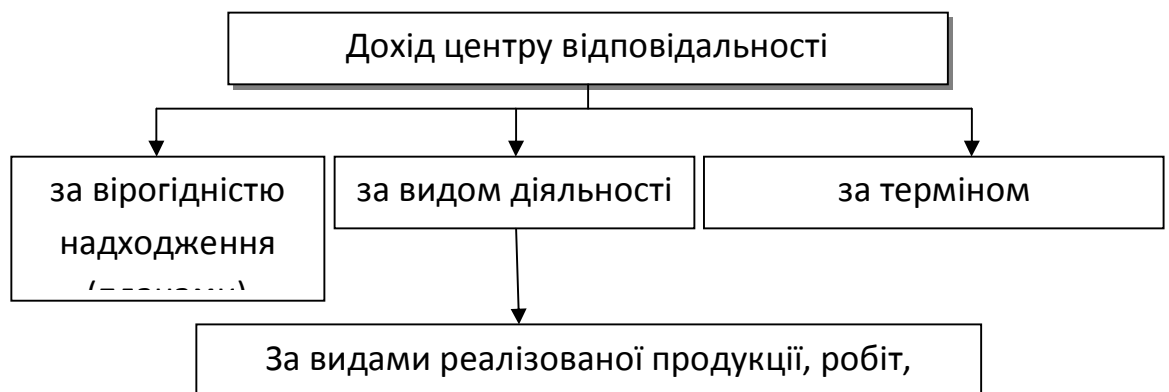 Дохід центру відповідальності
за вірогідністю
надходження
за видом діяльності
за терміном
За видами реалізованої продукції, робіт,